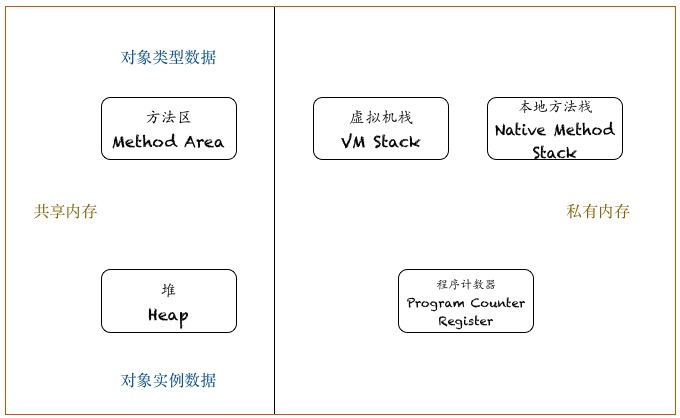 对象类型数据
方法区
Method Area
共享内存
堆
Heap
对象实例数据
虚拟机栈
VM Stack
本地方法栈
Native Method
Stack
私有内存
程序计数器
Program Counter
Register